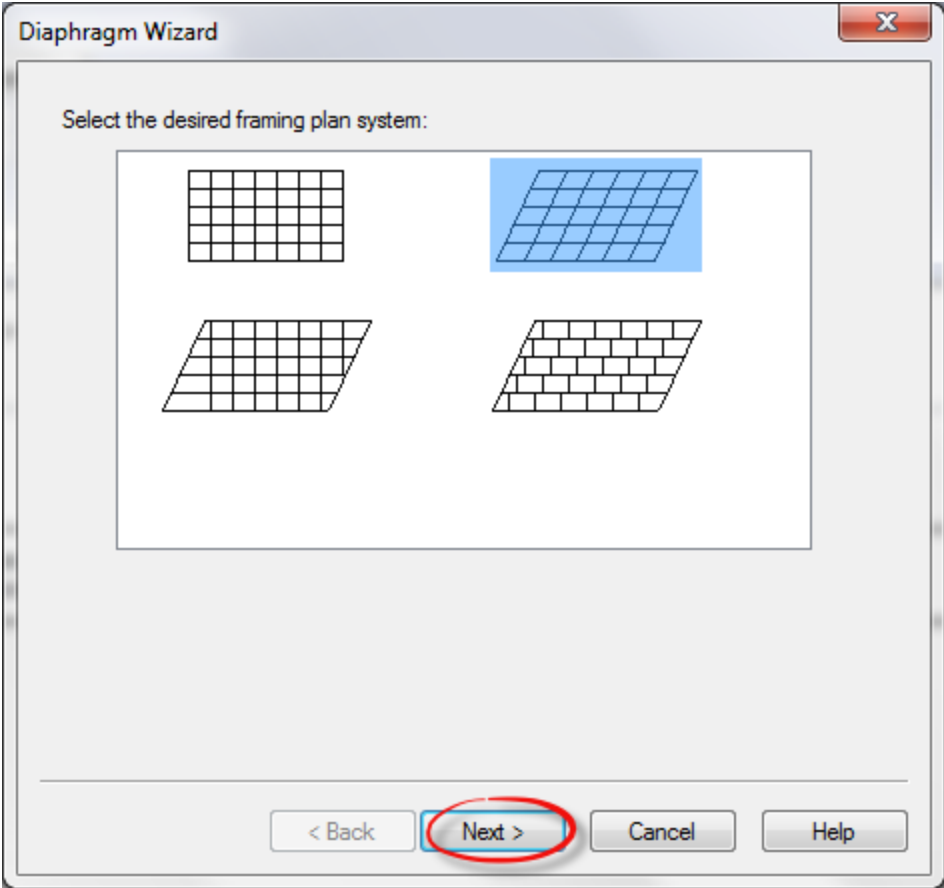 Diaphragm Wizard
Select the desired framing plan system:
< Back
Next >
Cancel
Help